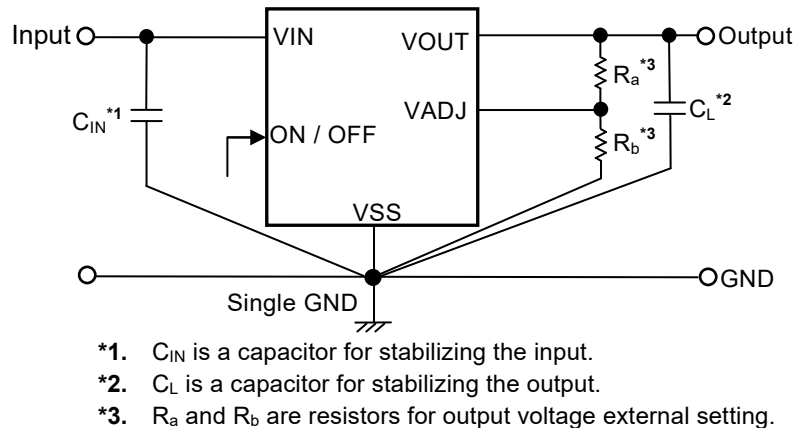 Input
VIN
VOUT
Output
Ra*3
CIN*1
VADJ
CL*2
ON / OFF
Rb*3
VSS
Single GND
GND
*1. CIN is a capacitor for stabilizing the input.
*2. CL is a capacitor for stabilizing the output.
*3. Ra and Rb are resistors for output voltage external setting.